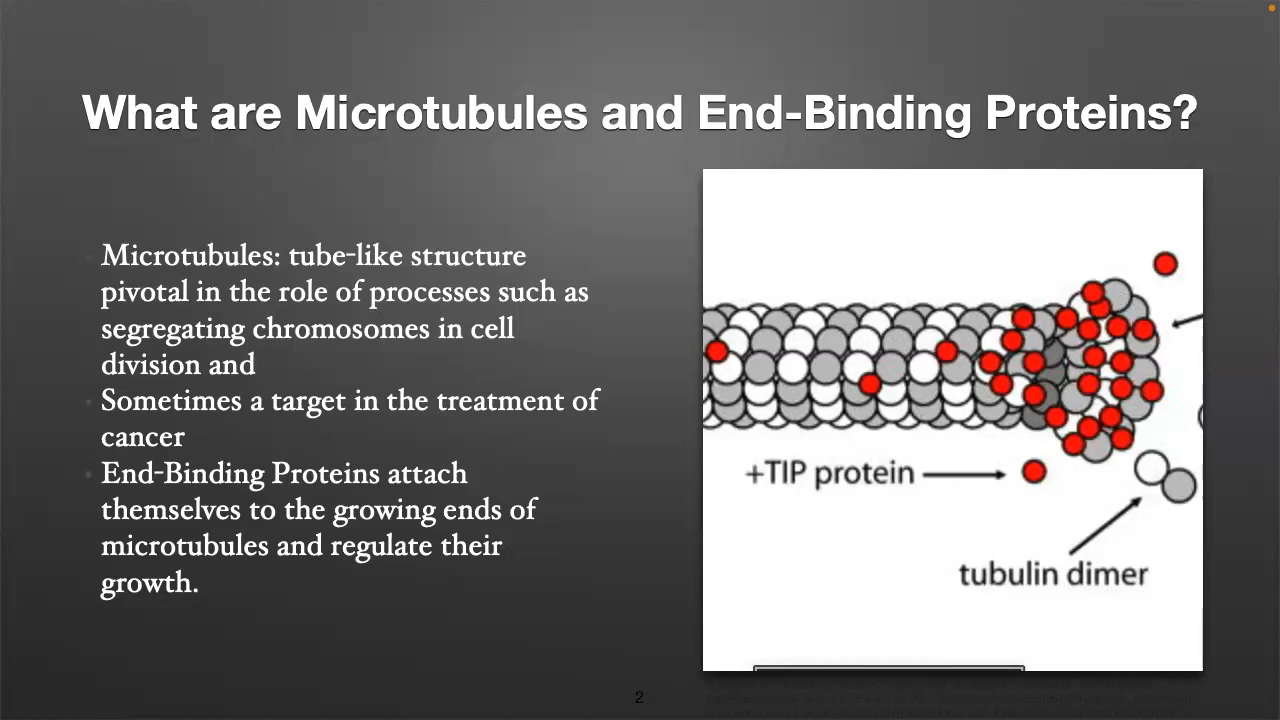 What are Microtubules and End-Binding Proteins?
Microtubules: tube-like structure
pivotal in the role of processes such as
segregating chromosomes in cell
division and
Sometimes a target in the treatment of
cancer
End-Binding Proteins attach
themselves to the growing ends of
microtubules and regulate their
growth.
+TIP protein
tubulin dimer
2